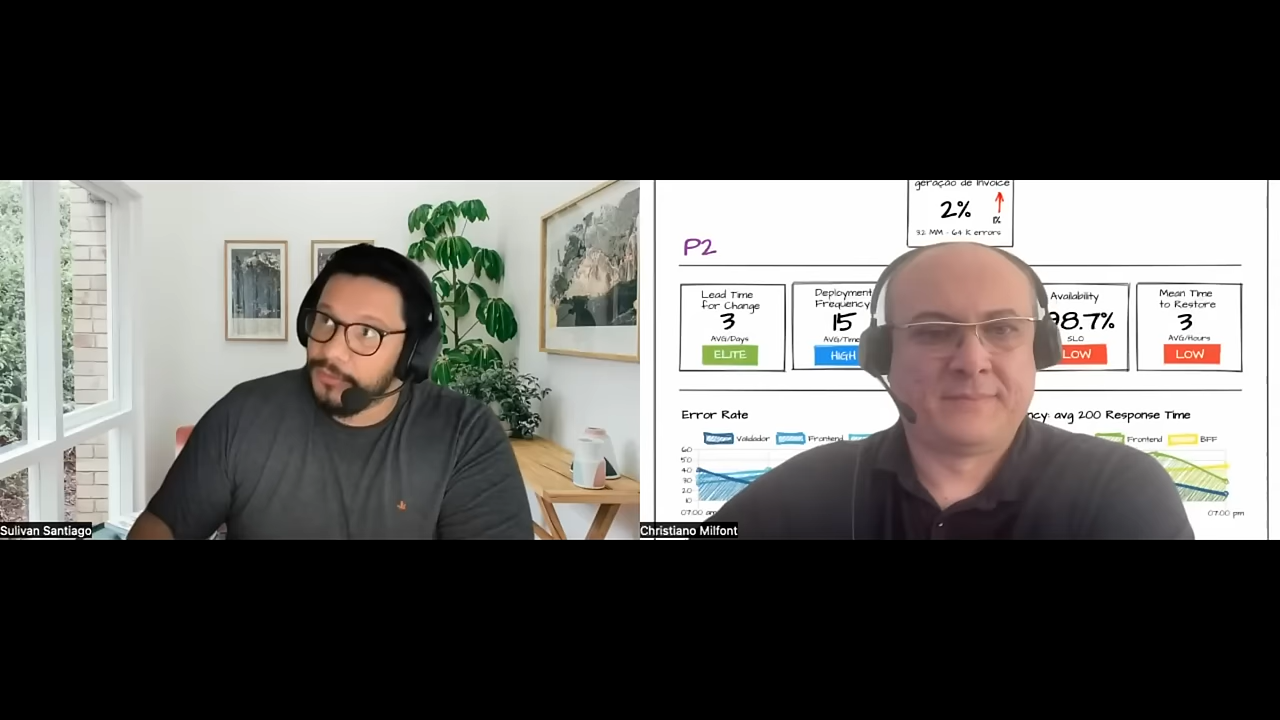 geração de Invoice
2%
1%
3.2 MM - 64 K errors
P2
Lead Time
for Change
3
AVG/Days
ELITE
Deployment
Frequency
15
HIGH
Availability
98.7%
SLO
LOW
Mean Time
to Restore
3
AVG/Hours
LOW
Error Rate
Validador
Frontend
60
50
40
30
20
10
07:00 am
avg 200 Response Time
Frontend
BFF
07:00 pm
Sulivan Santiago
Christiano Milfont